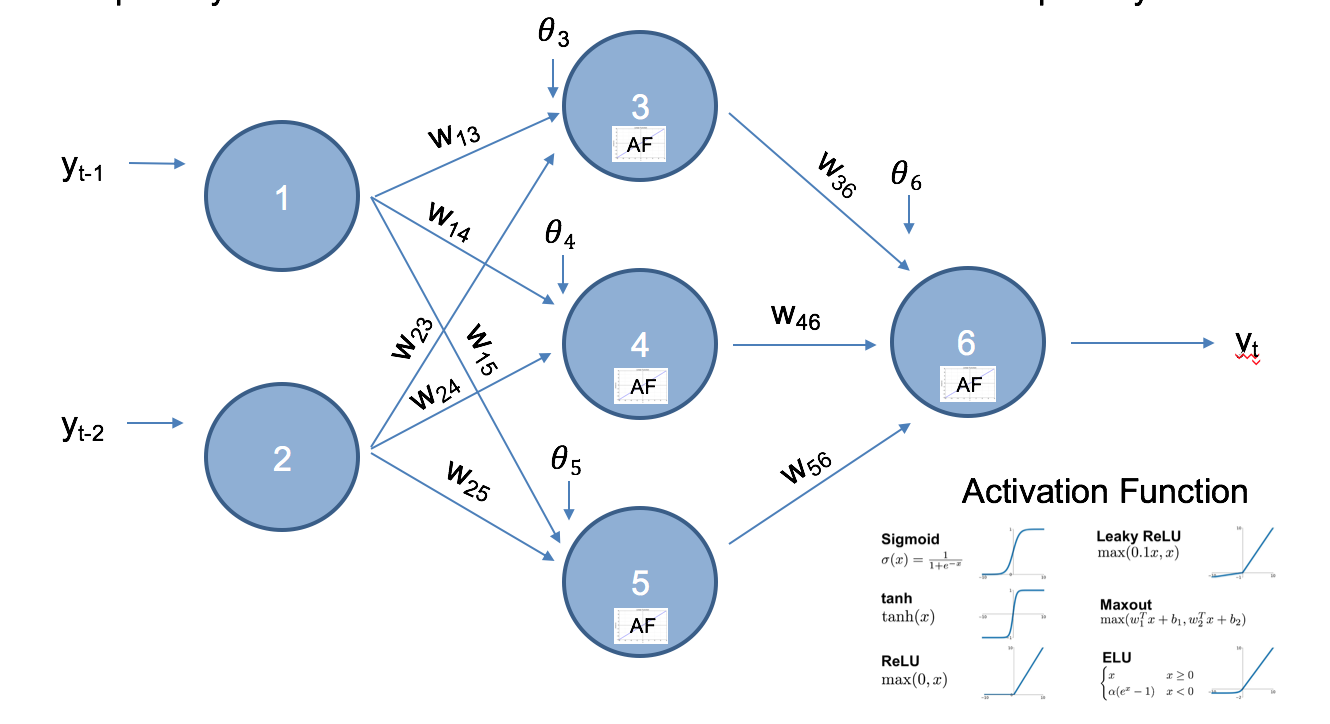 θ3
3
AF
w13
yt-1
1
w14
w36
θ6
θ4
w23
w15
4
AF
w46
6
AF
yt
w24
yt-2
2
w25
θ5
w56
5
AF
Activation Function
Sigmoid
σ(x) = 1/(1+e^-x)
Leaky ReLU
max(0.1x, x)
tanh
tanh(x)
Maxout
max(w1^T x + b1, w2^T x + b2)
ReLU
max(0, x)
ELU
{x x ≥ 0
α(e^x − 1) x < 0